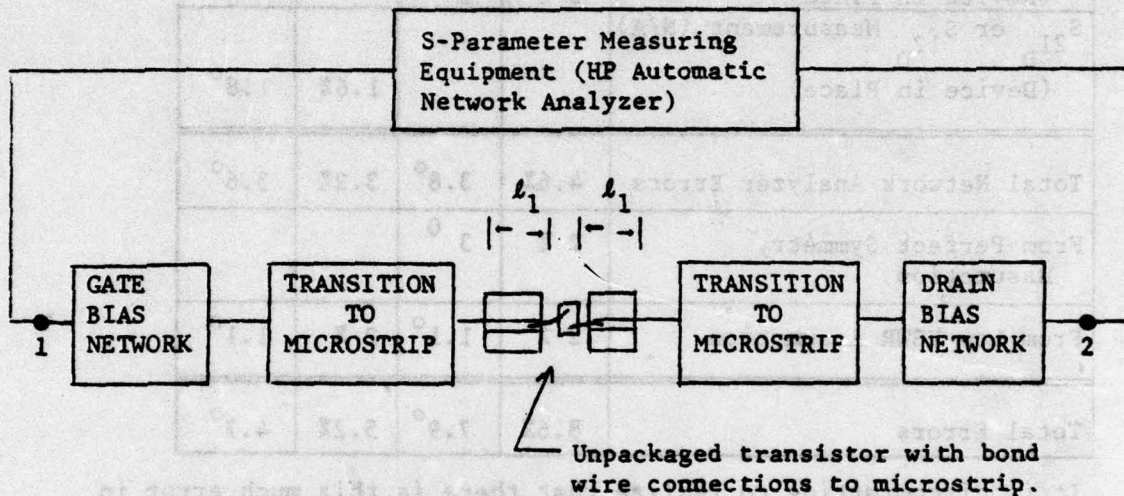 S-Parameter Measuring
Equipment (HP Automatic
Network Analyzer)
ℓ1 ℓ1
GATE
BIAS
NETWORK
TRANSITION
TO
MICROSTRIP
TRANSITION
TO
MICROSTRIP
DRAIN
BIAS
NETWORK
1
2
Unpackaged transistor with bond
wire connections to microstrip.